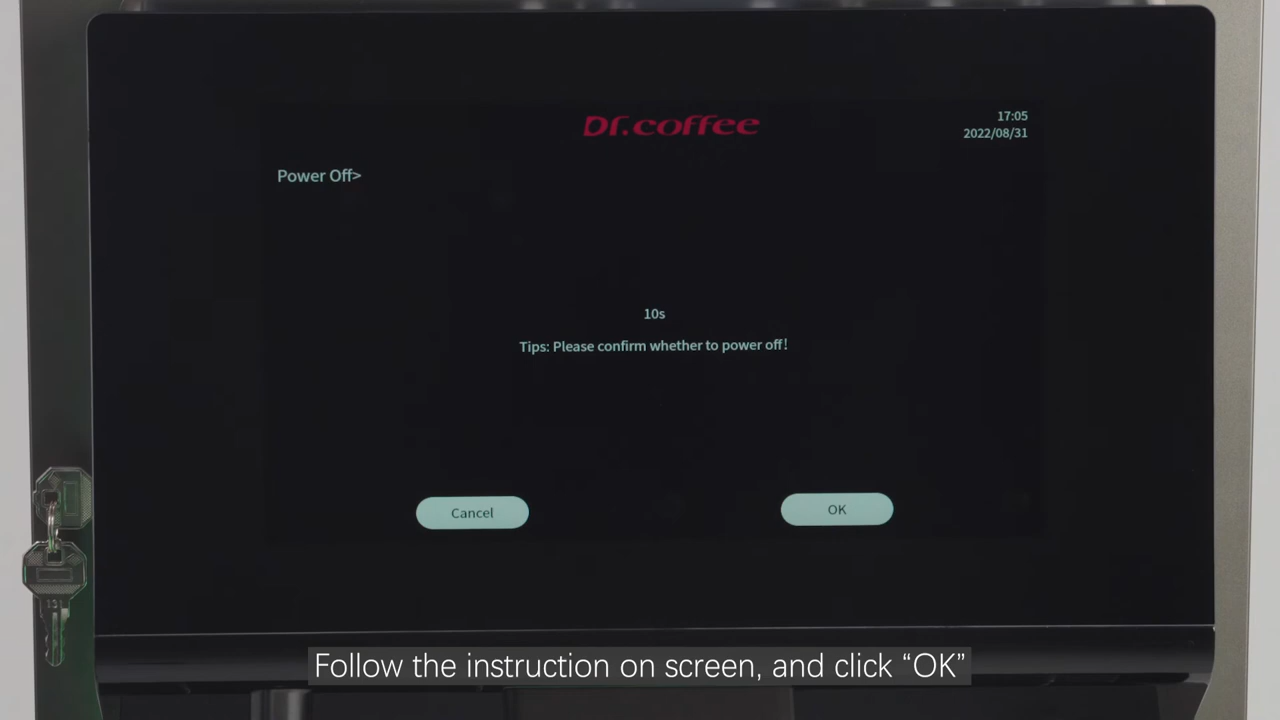 Dr.coffee
17:05
2022/08/31
Power Off>
10s
Tips: Please confirm whether to power off!
Cancel
OK
131
Follow the instruction on screen, and click “OK”